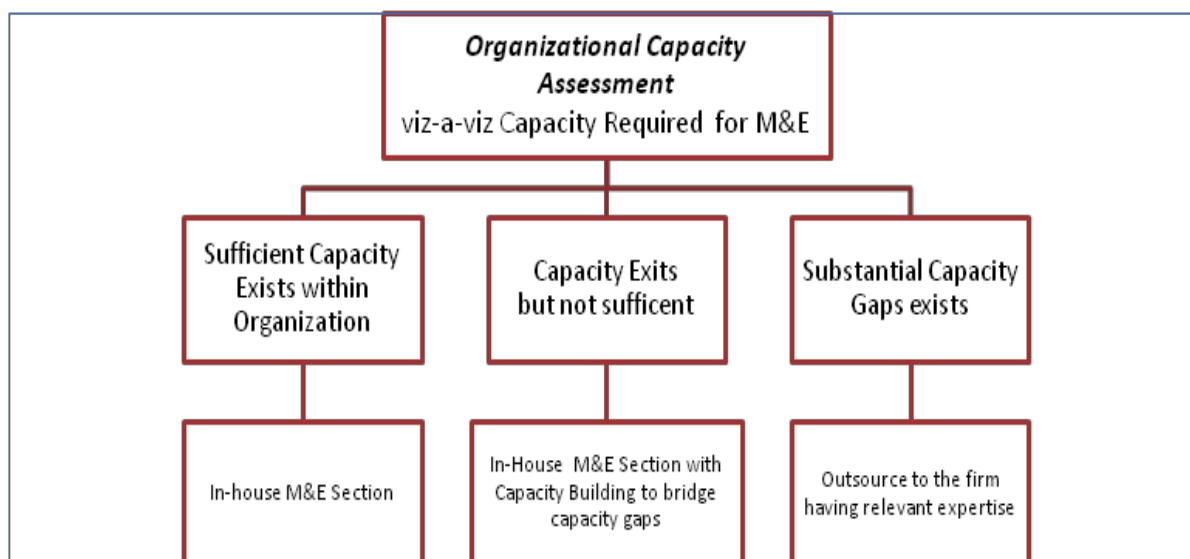 Organizational Capacity
Assessment
viz-a-viz Capacity Required for M&E
Sufficient Capacity
Exists within
Organization
Capacity Exits
but not sufficent
Substantial Capacity
Gaps exists
In-house M&E Section
In-House M&E Section with
Capacity Building to bridge
capacity gaps
Outsource to the firm
having relevant expertise